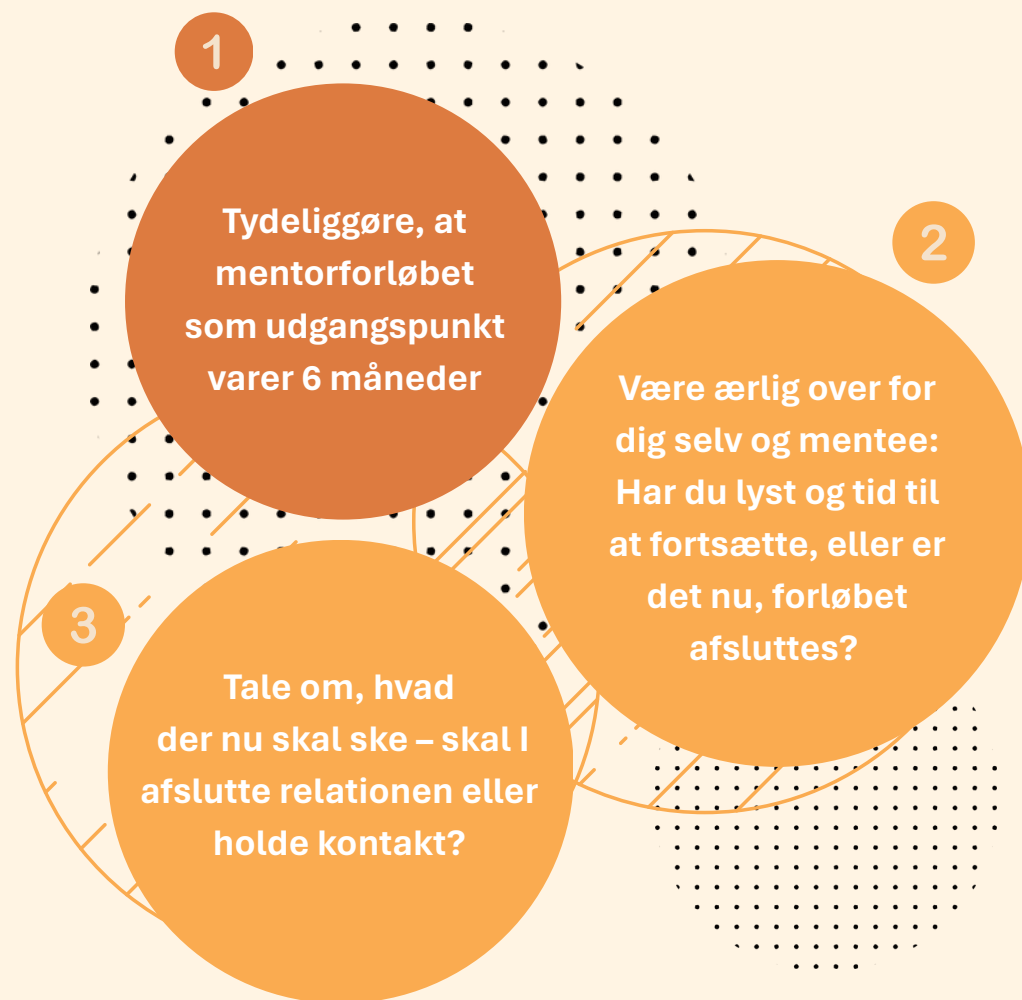 1
Tydeliggøre, at
mentorforløbet
som udgangspunkt
varer 6 måneder
2
Være ærlig over for
dig selv og mentee:
Har du lyst og tid til
at fortsætte, eller er
det nu, forløbet
afsluttes?
3
Tale om, hvad
der nu skal ske – skal I
afslutte relationen eller
holde kontakt?